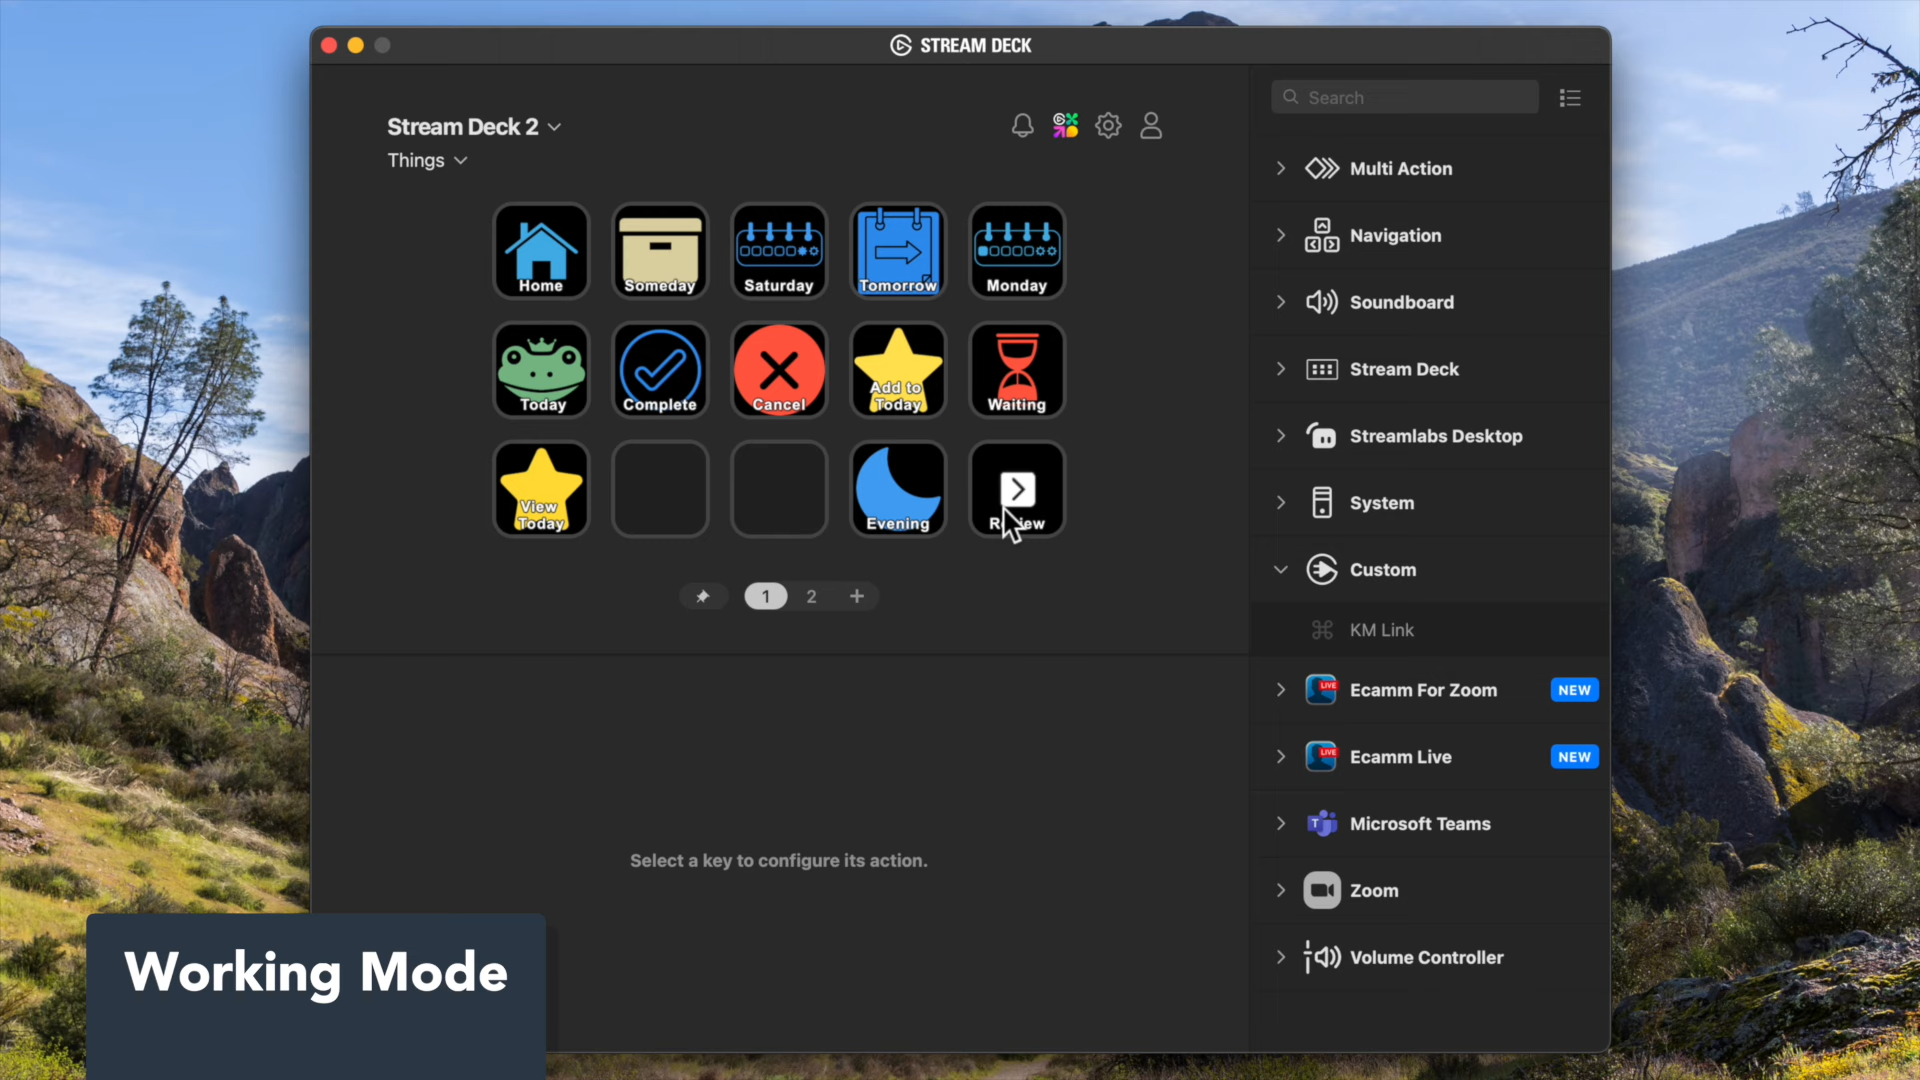 STREAM DECK
Stream Deck 2
Things
Home
Someday
Saturday
Tomorrow
Monday
Today
Complete
Cancel
Add to
Today
Waiting
View
Today
Evening
1
2
+
Select a key to configure its action.
Search
Multi Action
Navigation
Soundboard
Stream Deck
Streamlabs Desktop
System
Custom
KM Link
Ecamm For Zoom
NEW
LIVE
Ecamm Live
NEW
LIVE
Microsoft Teams
T
Zoom
Volume Controller
Working Mode